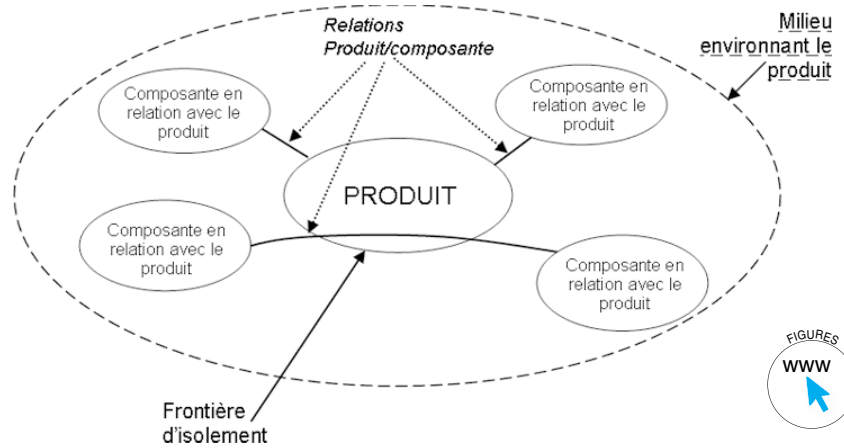 Relations
Produit/composante
Milieu
environnant le
produit
Composante en
relation avec le
produit
Composante en
relation avec le
produit
PRODUIT
Composante en
relation avec le
produit
Composante en
relation avec le
produit
FIGURES
WWW
Frontière
d'isolement